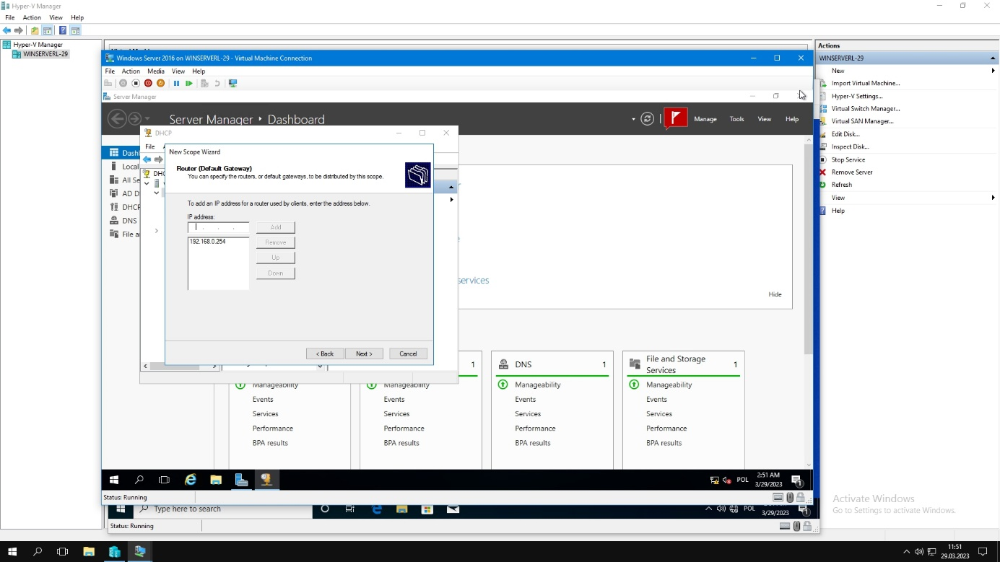 Hyper-V Manager
File Action View Help
Hyper-V Manager
WINSERVERL-29
Windows Server 2016 on WINSERVERL-29 - Virtual Machine Connection
File Action Media View Help
Server Manager
Server Manager • Dashboard
Manage Tools View Help
DHCP
File
New Scope Wizard
Router (Default Gateway)
You can specify the routers, or default gateways, to be distributed by this scope.
To add an IP address for a router used by clients, enter the address below.
IP address:
. . .
Add
192.168.0.254
Remove
Up
Down
< Back Next > Cancel
Dash
Local
All Se
AD D
DHCP
DNS
File a
services
Hide
1
DNS 1
File and Storage
Services 1
Manageability
Events
Services
Performance
BPA results
Manageability
Events
Services
Performance
BPA results
Manageability
Events
Services
Performance
BPA results
Manageability
Events
Services
Performance
BPA results
POL
2:51 AM
3/29/2023
1
Status: Running
Type here to search
POL
3/29/2023
1
Status: Running
Actions
WINSERVERL-29
New
Import Virtual Machine...
Hyper-V Settings...
Virtual Switch Manager...
Virtual SAN Manager...
Edit Disk...
Inspect Disk...
Stop Service
Remove Server
Refresh
View
Help
Activate Windows
Go to Settings to activate Windows.
11:51
29.03.2023